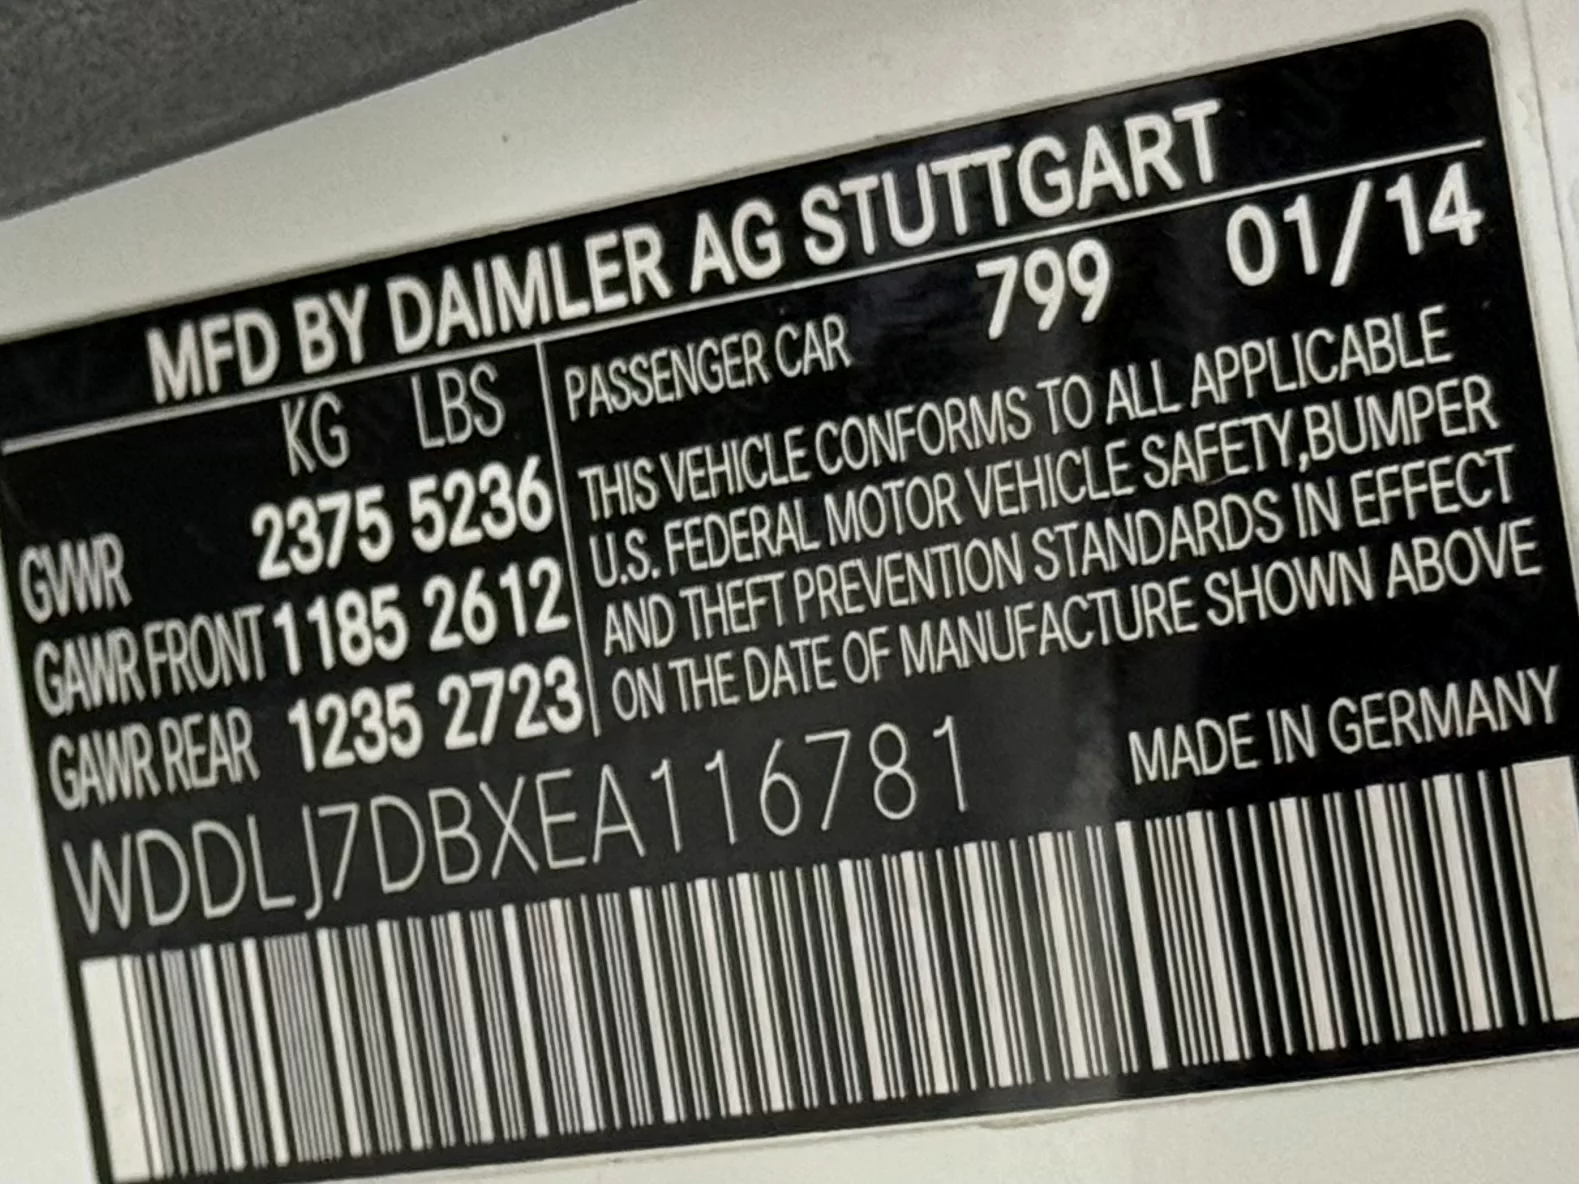 MFD BY DAIMLER AG STUTTGART
KG LBS
GVWR 2375 5236
GAWR FRONT 1185 2612
GAWR REAR 1235 2723
PASSENGER CAR 799 01/14
THIS VEHICLE CONFORMS TO ALL APPLICABLE
U.S. FEDERAL MOTOR VEHICLE SAFETY,BUMPER
AND THEFT PREVENTION STANDARDS IN EFFECT
ON THE DATE OF MANUFACTURE SHOWN ABOVE
WDDLJ7DBXEA116781
MADE IN GERMANY